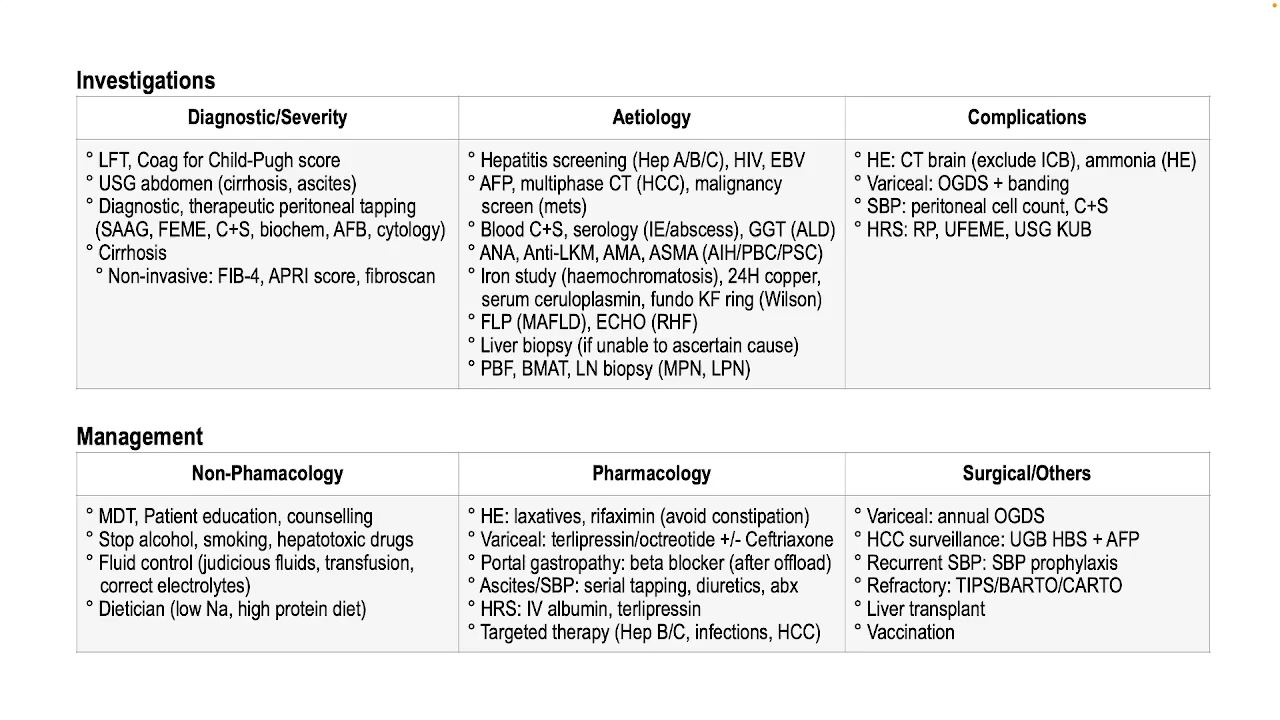 Investigations
Diagnostic/Severity
Aetiology
Complications
° LFT, Coag for Child-Pugh score
° USG abdomen (cirrhosis, ascites)
° Diagnostic, therapeutic peritoneal tapping
(SAAG, FEME, C+S, biochem, AFB, cytology)
° Cirrhosis
° Non-invasive: FIB-4, APRI score, fibroscan
° Hepatitis screening (Hep A/B/C), HIV, EBV
° AFP, multiphase CT (HCC), malignancy
screen (mets)
° Blood C+S, serology (IE/abscess), GGT (ALD)
° ANA, Anti-LKM, AMA, ASMA (AIH/PBC/PSC)
° Iron study (haemochromatosis), 24H copper,
serum ceruloplasmin, fundo KF ring (Wilson)
° FLP (MAFLD), ECHO (RHF)
° Liver biopsy (if unable to ascertain cause)
° PBF, BMAT, LN biopsy (MPN, LPN)
° HE: CT brain (exclude ICB), ammonia (HE)
° Variceal: OGDS + banding
° SBP: peritoneal cell count, C+S
° HRS: RP, UFEME, USG KUB
Management
Non-Phamacology
Pharmacology
Surgical/Others
° MDT, Patient education, counselling
° Stop alcohol, smoking, hepatotoxic drugs
° Fluid control (judicious fluids, transfusion,
correct electrolytes)
° Dietician (low Na, high protein diet)
° HE: laxatives, rifaximin (avoid constipation)
° Variceal: terlipressin/octreotide +/- Ceftriaxone
° Portal gastropathy: beta blocker (after offload)
° Ascites/SBP: serial tapping, diuretics, abx
° HRS: IV albumin, terlipressin
° Targeted therapy (Hep B/C, infections, HCC)
° Variceal: annual OGDS
° HCC surveillance: UGB HBS + AFP
° Recurrent SBP: SBP prophylaxis
° Refractory: TIPS/BARTO/CARTO
° Liver transplant
° Vaccination